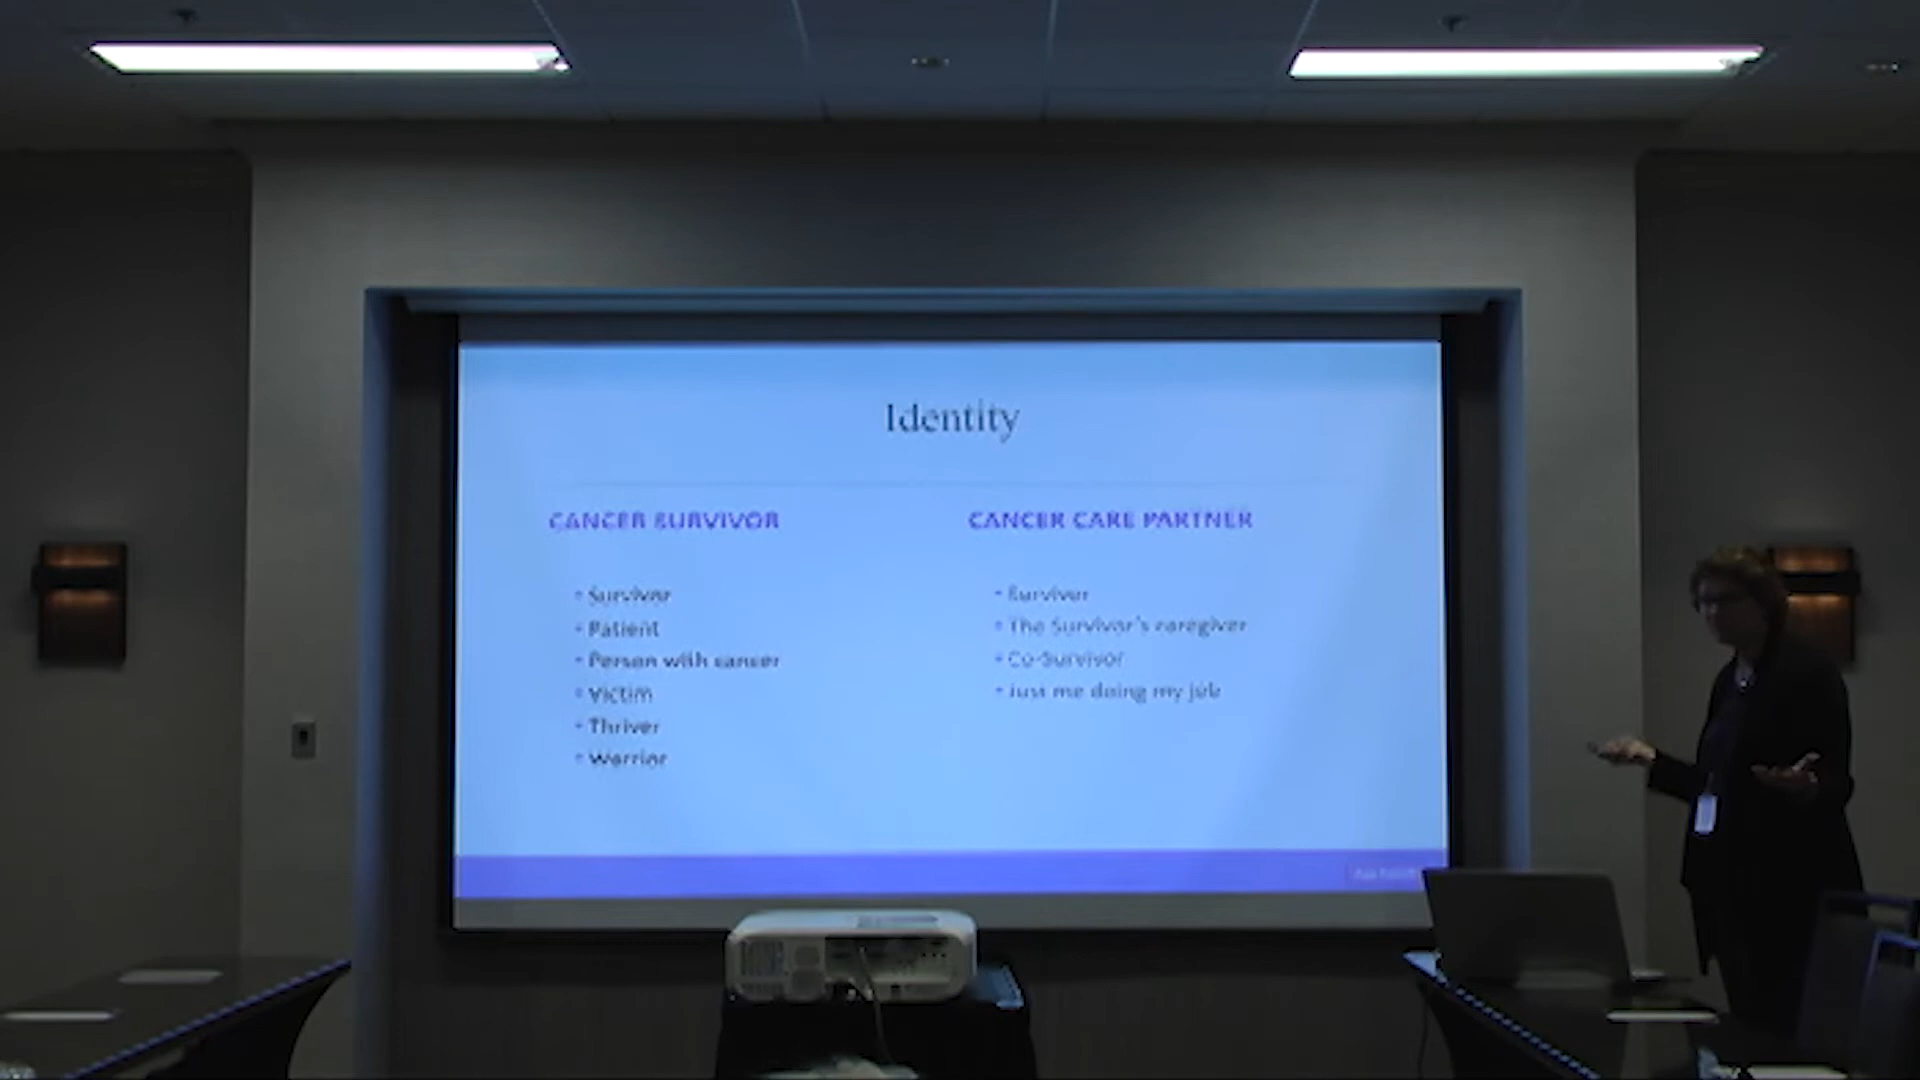 Identity
CANCER SURVIVOR
• Survivor
• Patient
• Person with cancer
• Victim
• Thriver
• Warrior
CANCER CARE PARTNER
• Survivor
• The Survivor's caregiver
• Co-Survivor
• Just me doing my job